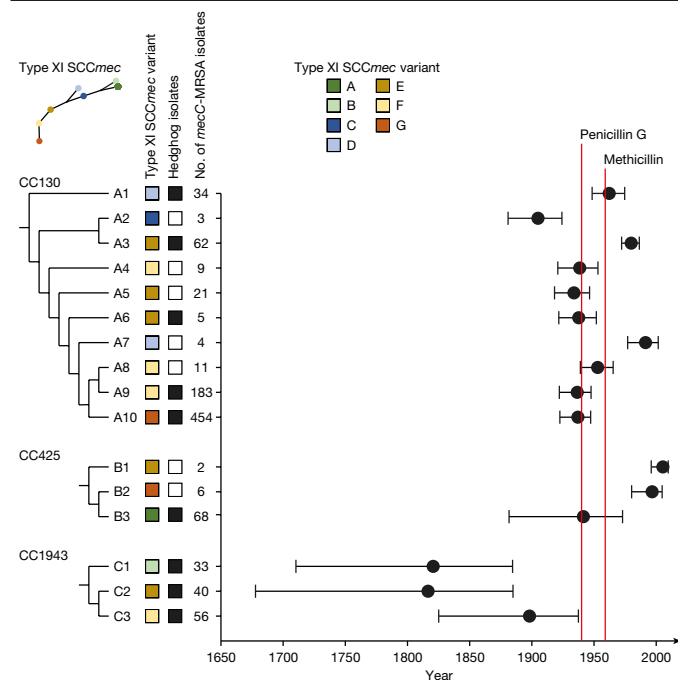 Type XI SCCmec
Type XI SCCmec variant
Hedghog isolates
No. of mecC-MRSA isolates
Type XI SCCmec variant
A E
B F
C G
D
Penicillin G
Methicillin
CC130
A1 34
A2 3
A3 62
A4 9
A5 21
A6 5
A7 4
A8 11
A9 183
A10 454
CC425
B1 2
B2 6
B3 68
CC1943
C1 33
C2 40
C3 56
1650 1700 1750 1800 1850 1900 1950 2000
Year